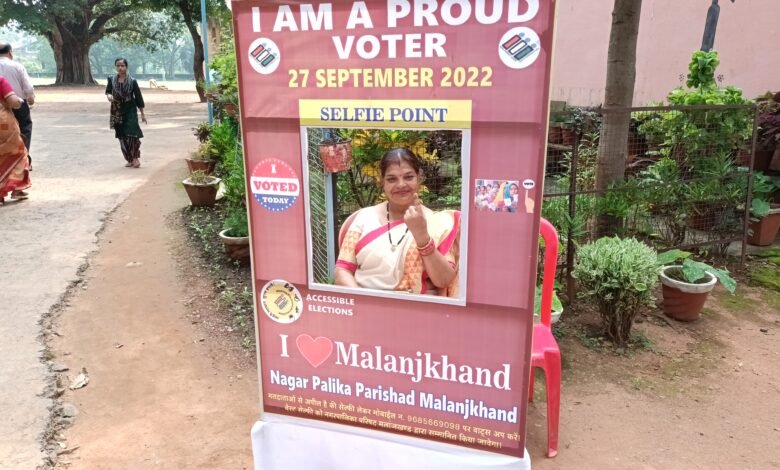 I AM A PROUD
VOTER
27 SEPTEMBER 2022
SELFIE POINT
I
VOTED
TODAY
ACCESSIBLE
ELECTIONS
I Malanjkhand
Nagar Palika Parishad Malanjkhand
मतदाताओं से अपील है की सेल्फी लेकर मोबाईल न. 9685669098 पर वाट्स अप करें
बेस्ट सेल्फी को नगरपालिका परिषद मलाजखण्ड द्वारा सम्मानित किया जावेगा।